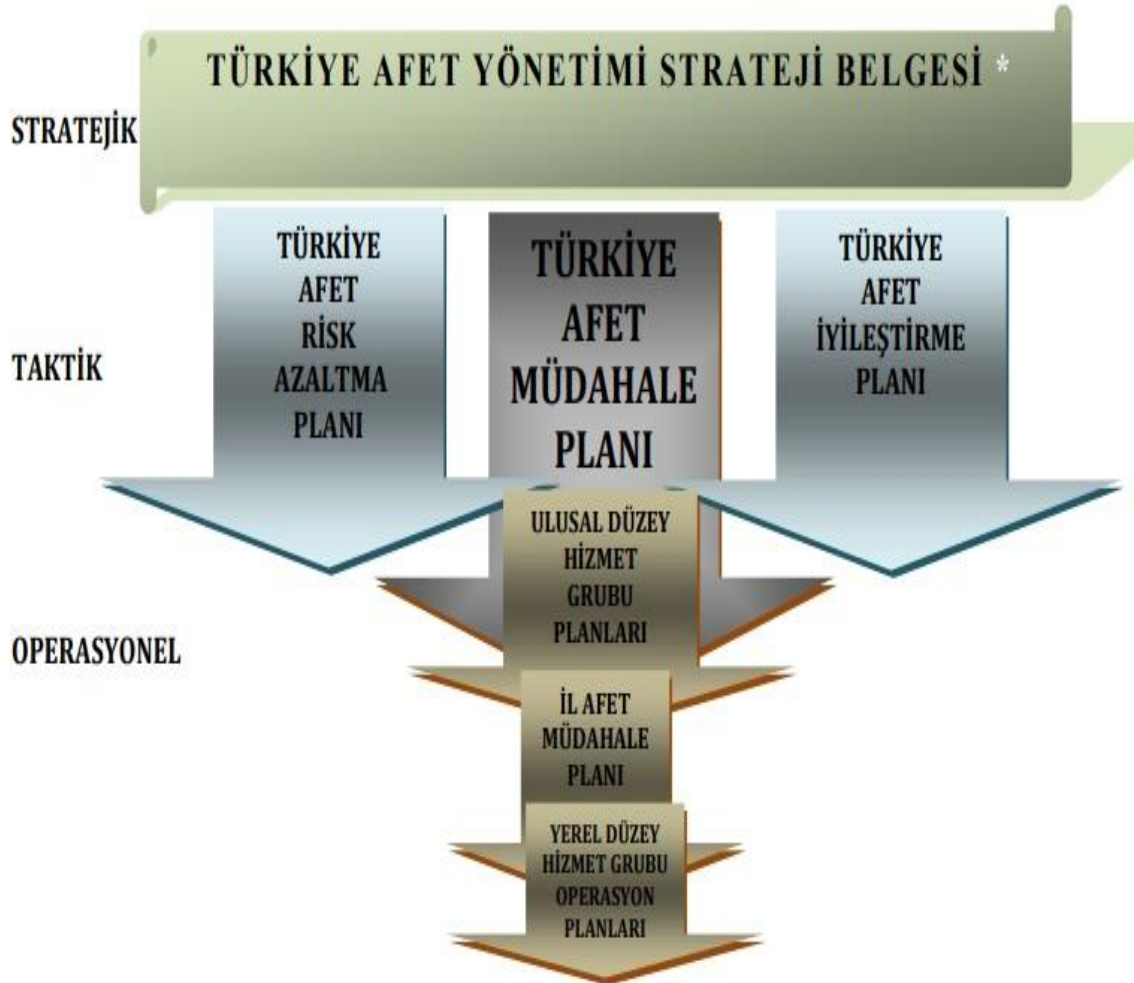 TÜRKİYE AFET YÖNETİMİ STRATEJİ BELGESİ *
STRATEJİK
TÜRKİYE
AFET
RİSK
AZALTMA
PLANI
TÜRKİYE
AFET
MÜDAHALE
PLANI
TÜRKİYE
AFET
İYİLEŞTİRME
PLANI
TAKTİK
ULUSAL DÜZEY
HİZMET
GRUBU
PLANLARI
OPERASYONEL
İL AFET
MÜDAHALE
PLANI
YEREL DÜZEY
HİZMET GRUBU
OPERASYON
PLANLARI